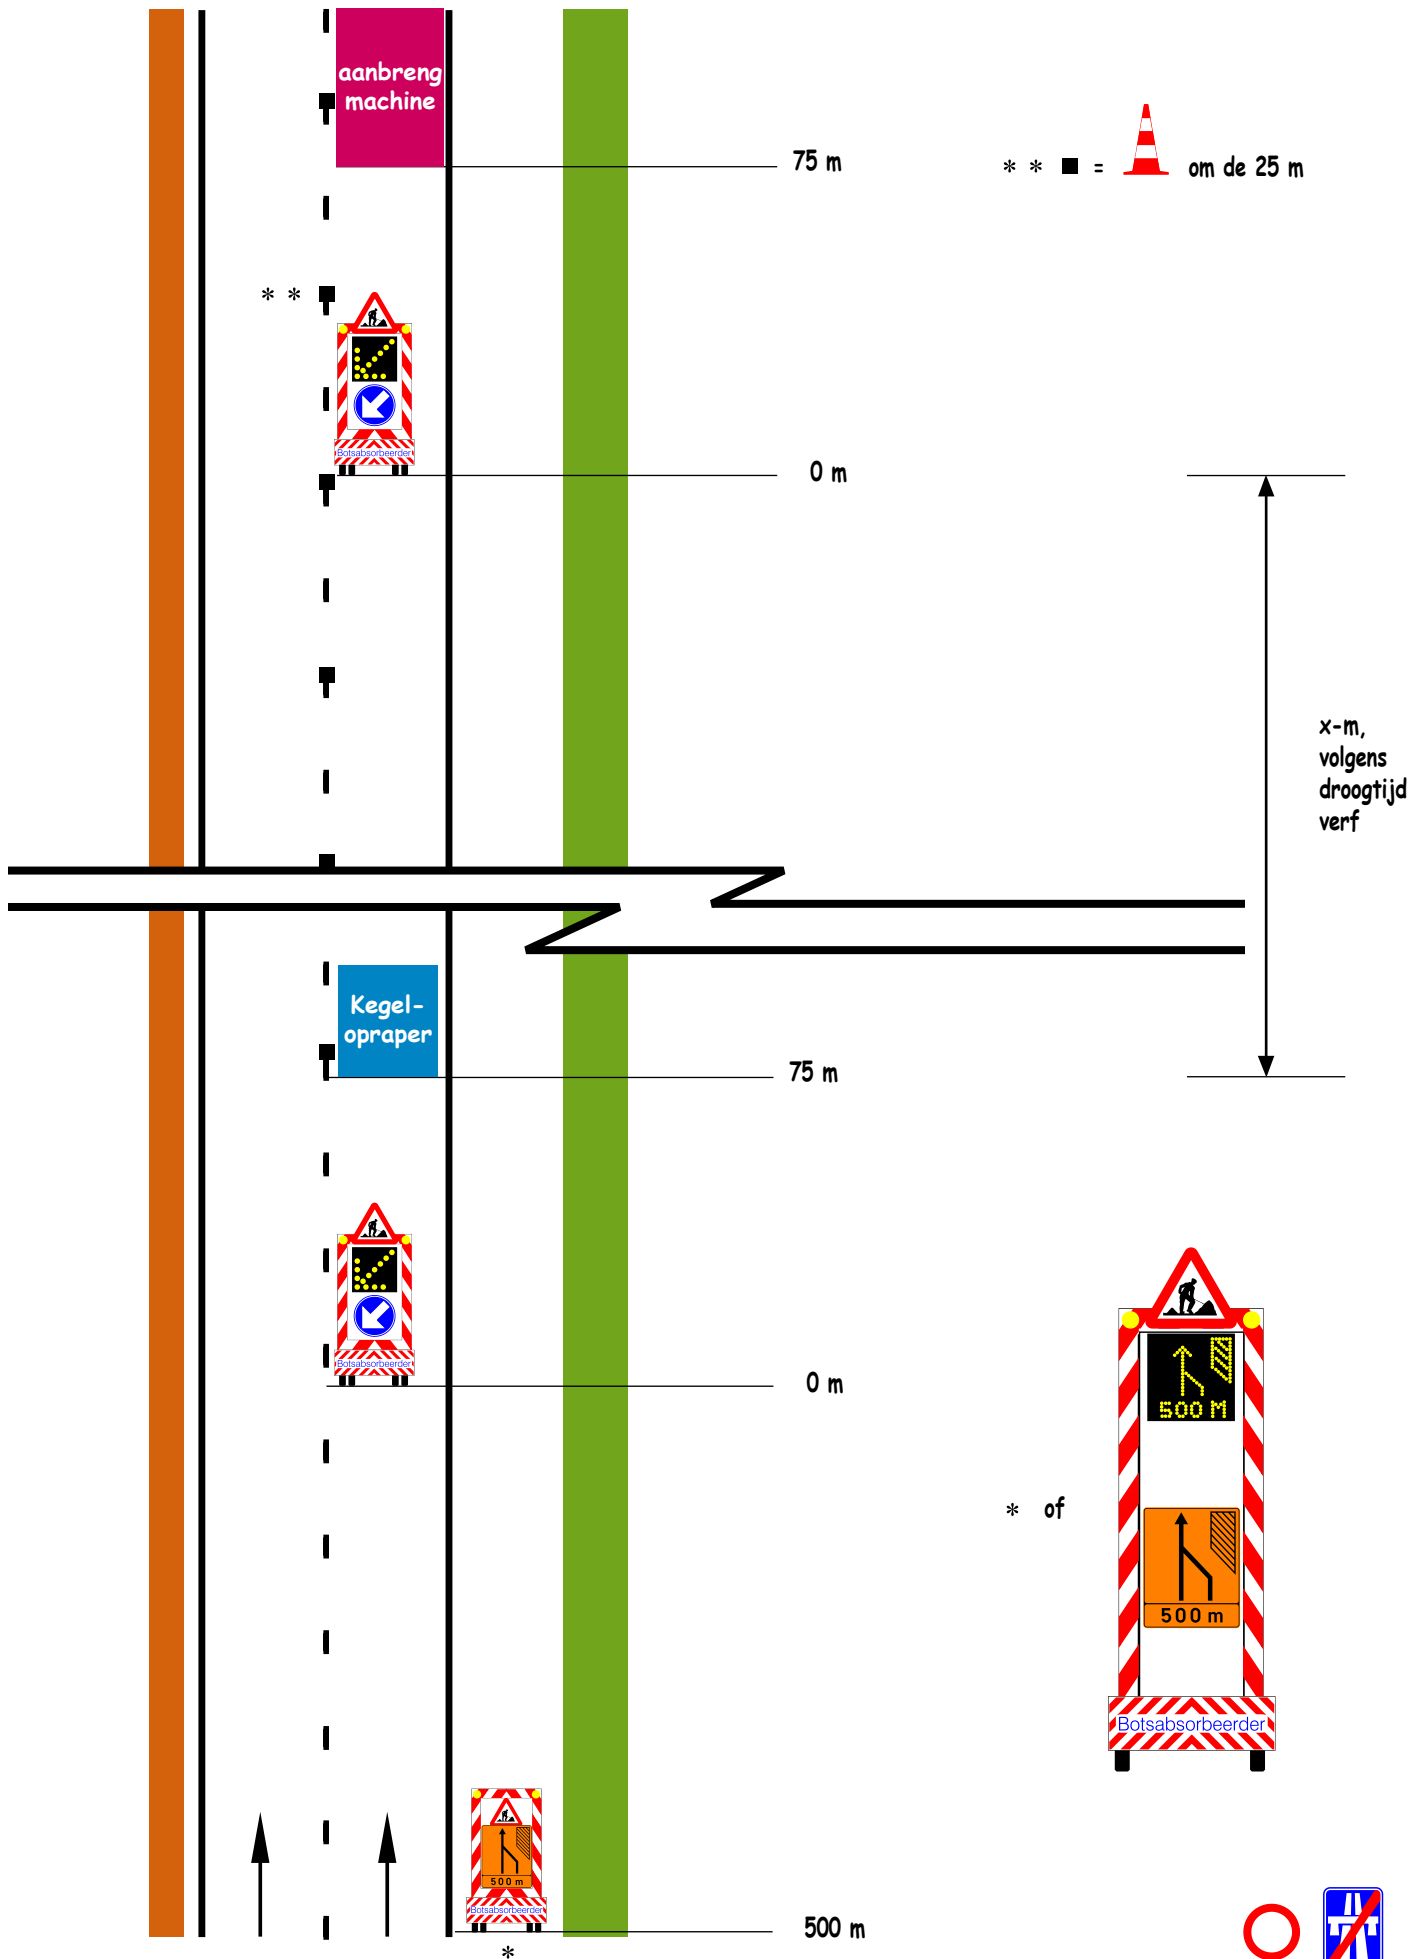 aanbreng
machine
75 m
* * ■ = om de 25 m
* *
Botsabsorbeerder
0 m
x-m,
volgens
droogtijd
verf
Kegel-
opraper
75 m
Botsabsorbeerder
0 m
500 M
* of
500 m
Botsabsorbeerder
500 m
Botsabsorbeerder
500 m
*